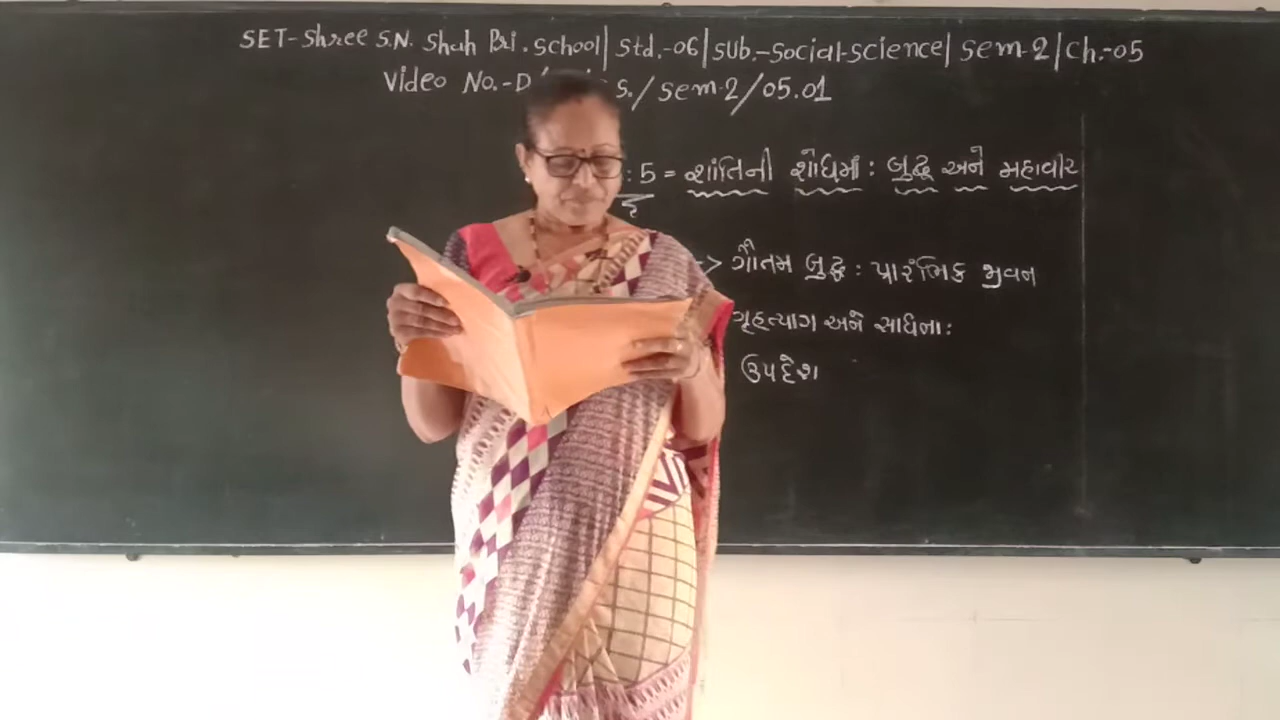 SET-Shree S.N. Shah Pri. School| Std.-06|Sub.-Social-Science| Sem-2|Ch.-05
Video No.-D/ S./Sem-2/05.01
: 5 = શાંતિની શોધમાં : બુદ્ધ અને મહાવીર
> ગૌતમ બુદ્ધ : પ્રારંભિક જીવન
ગૃહત્યાગ અને સાધના :
ઉપદેશ